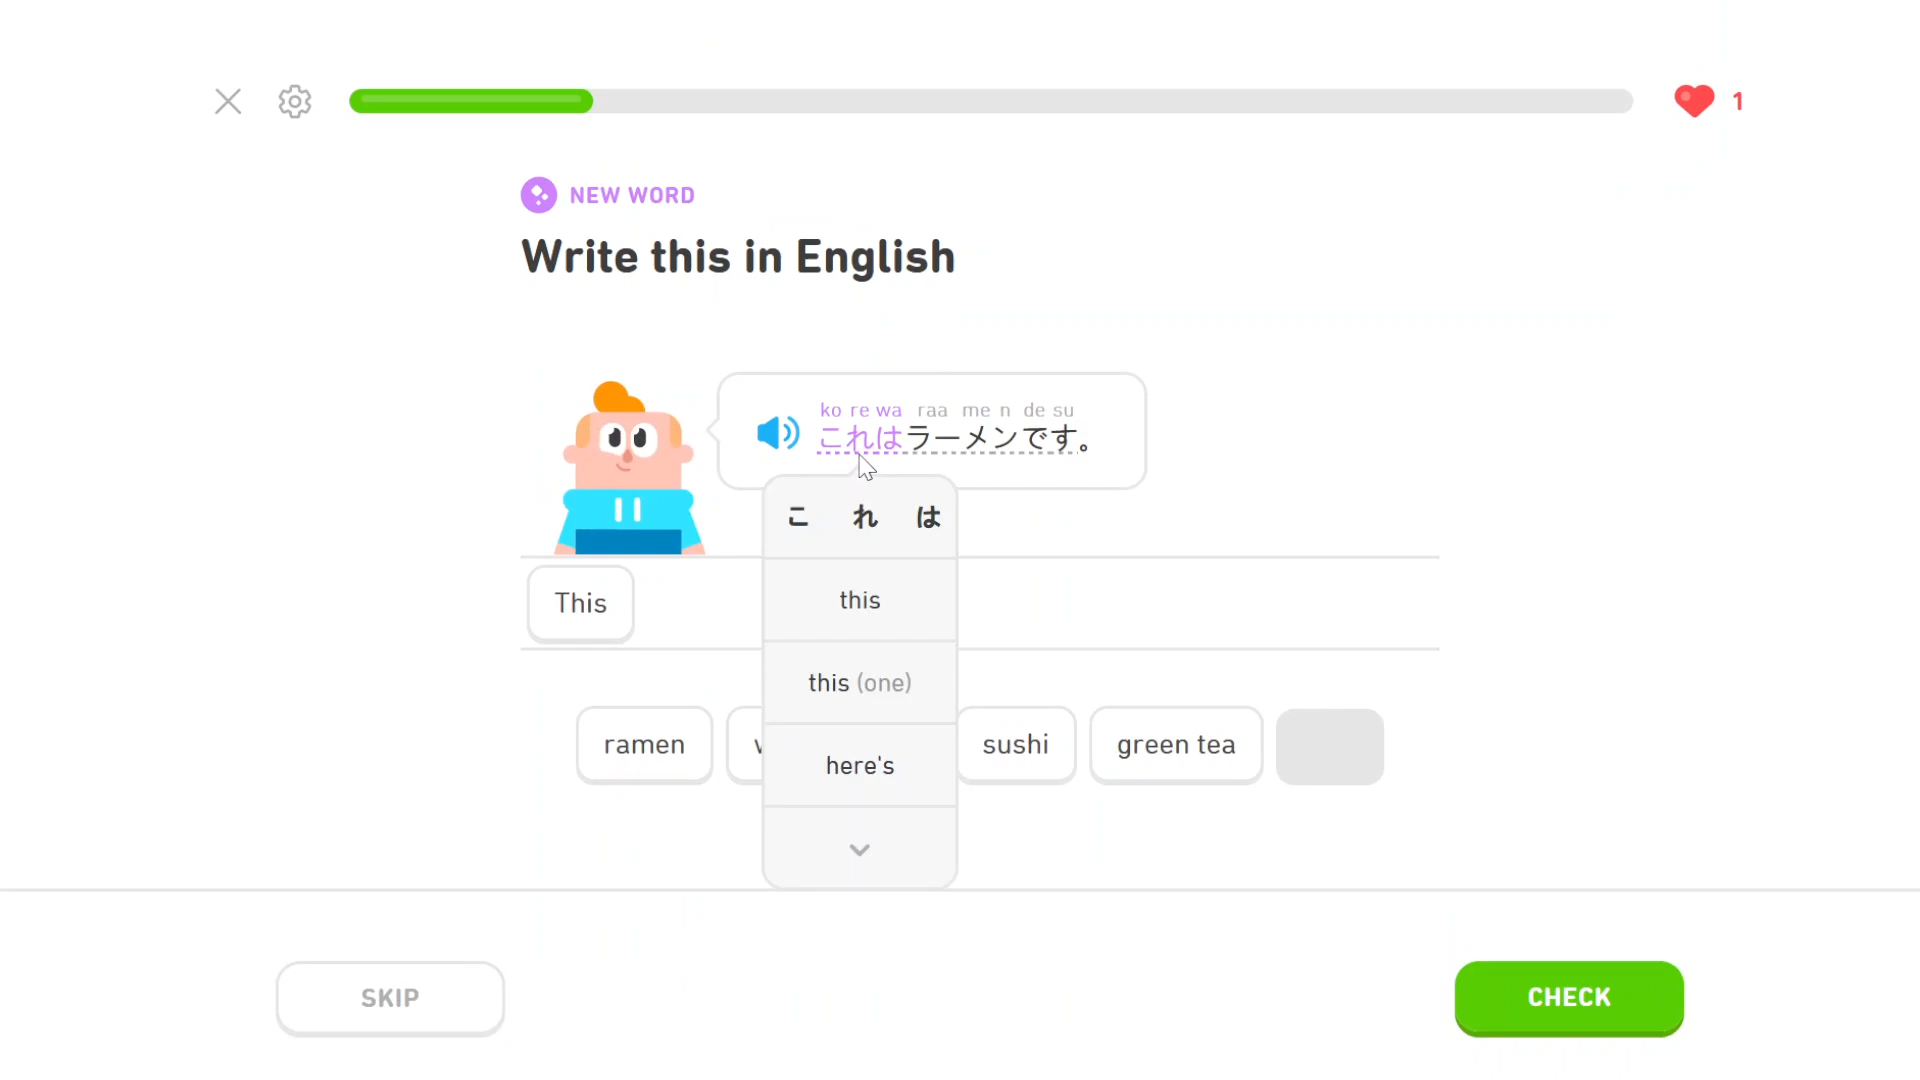 1
NEW WORD
Write this in English
ko re wa raa me n de su
これはラーメンです。
こ れ は
this
this (one)
here's
This
ramen
sushi
green tea
SKIP
CHECK